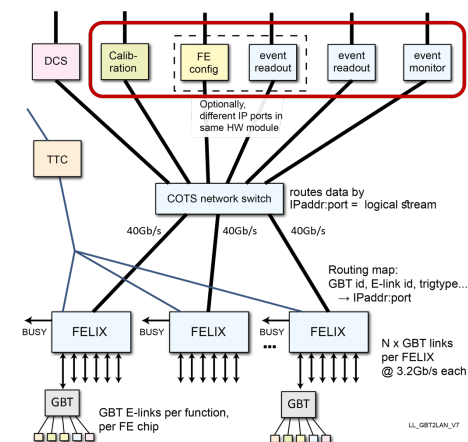 DCS
Calib-
ration
FE
config
event
readout
event
readout
event
monitor
Optionally,
different IP ports in
same HW module
TTC
COTS network switch
routes data by
IPaddr:port = logical stream
40Gb/s
40Gb/s
40Gb/s
Routing map:
GBT id, E-link id, trigtype...
→ IPaddr:port
BUSY
FELIX
BUSY
FELIX
...
BUSY
FELIX
N x GBT links
per FELIX
@ 3.2Gb/s each
GBT
GBT E-links per function,
per FE chip
GBT
LL_GBT2LAN_V7